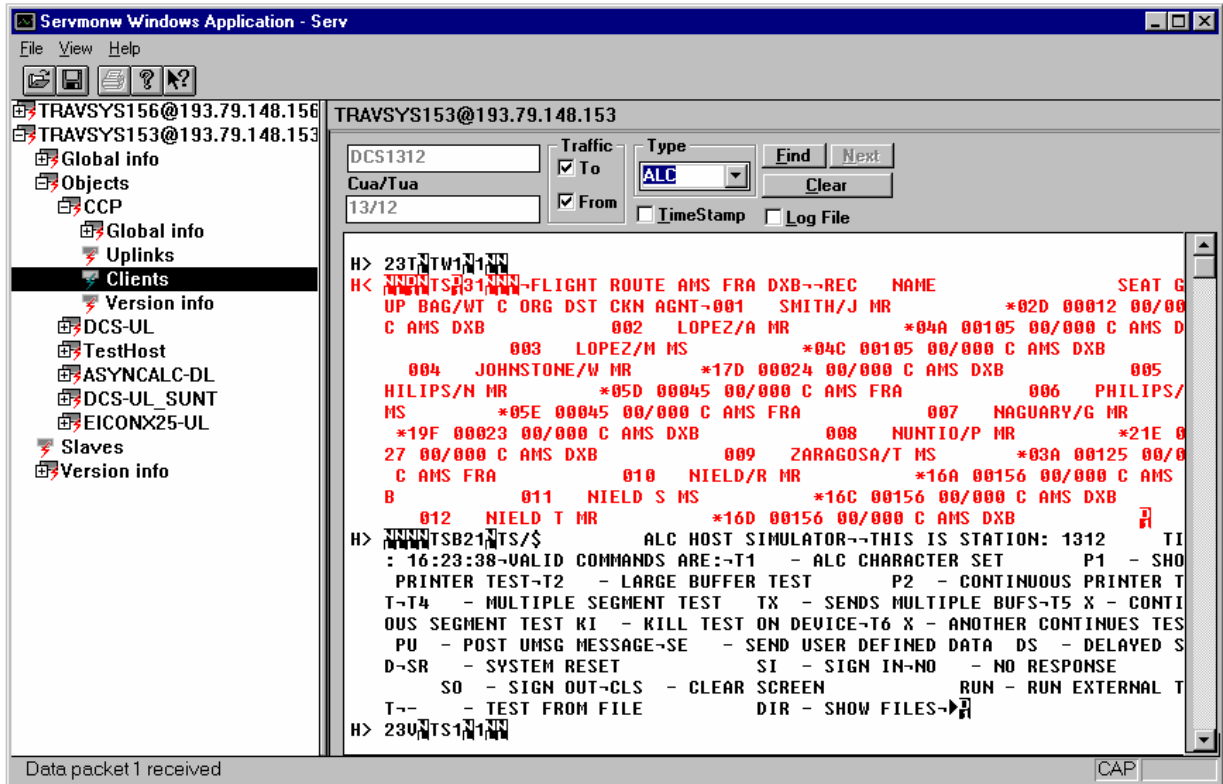 Servmonw Windows Application - Serv
File View Help
TRAVSYS156@193.79.148.156
TRAVSYS153@193.79.148.153
Global info
Objects
CCP
Global info
Uplinks
Clients
Version info
DCS-UL
TestHost
ASYNCALC-DL
DCS-UL_SUNT
EICONX25-UL
Slaves
Version info
TRAVSYS153@193.79.148.153
DCS1312
Cua/Tua
13/12
Traffic
To
From
Type
ALC
TimeStamp
Log File
Find
Next
Clear
H> 23T TW1 1
H< TS 31 ¬FLIGHT ROUTE AMS FRA DXB¬¬REC NAME SEAT G
UP BAG/WT C ORG DST CKN AGNT¬001 SMITH/J MR *02D 00012 00/00
C AMS DXB 002 LOPEZ/A MR *04A 00105 00/000 C AMS D
003 LOPEZ/M MS *04C 00105 00/000 C AMS DXB
004 JOHNSTONE/W MR *17D 00024 00/000 C AMS DXB 005
HILIPS/N MR *05D 00045 00/000 C AMS FRA 006 PHILIPS/
MS *05E 00045 00/000 C AMS FRA 007 NAGUARY/G MR
*19F 00023 00/000 C AMS DXB 008 NUNTIO/P MR *21E 0
27 00/000 C AMS DXB 009 ZARAGOSA/T MS *03A 00125 00/0
C AMS FRA 010 NIELD/R MR *16A 00156 00/000 C AMS
B 011 NIELD S MS *16C 00156 00/000 C AMS DXB
012 NIELD T MR *16D 00156 00/000 C AMS DXB
H> TSB21 TS/$ ALC HOST SIMULATOR¬¬THIS IS STATION: 1312 TI
: 16:23:38¬VALID COMMANDS ARE:¬T1 - ALC CHARACTER SET P1 - SHO
PRINTER TEST¬T2 - LARGE BUFFER TEST P2 - CONTINUOUS PRINTER T
T¬T4 - MULTIPLE SEGMENT TEST TX - SENDS MULTIPLE BUFS¬T5 X - CONTI
OUS SEGMENT TEST KI - KILL TEST ON DEVICE¬T6 X - ANOTHER CONTINUES TES
PU - POST UMSG MESSAGE¬SE - SEND USER DEFINED DATA DS - DELAYED S
D¬SR - SYSTEM RESET SI - SIGN IN¬NO - NO RESPONSE
SO - SIGN OUT¬CLS - CLEAR SCREEN RUN - RUN EXTERNAL T
T¬- - TEST FROM FILE DIR - SHOW FILES¬
H> 23V TS1 1
Data packet 1 received
CAP